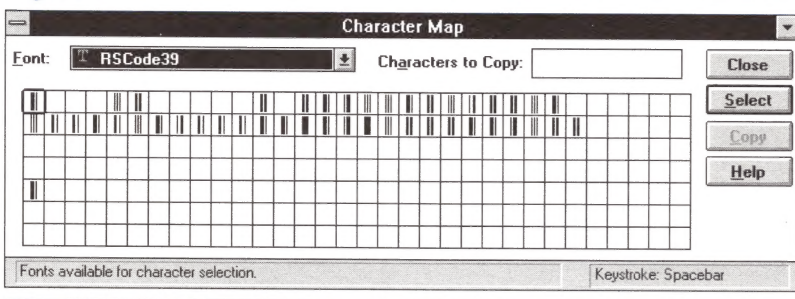 Character Map
Font: RSCode39 Characters to Copy: Close
Select
Copy
Help
Fonts available for character selection. Keystroke: Spacebar